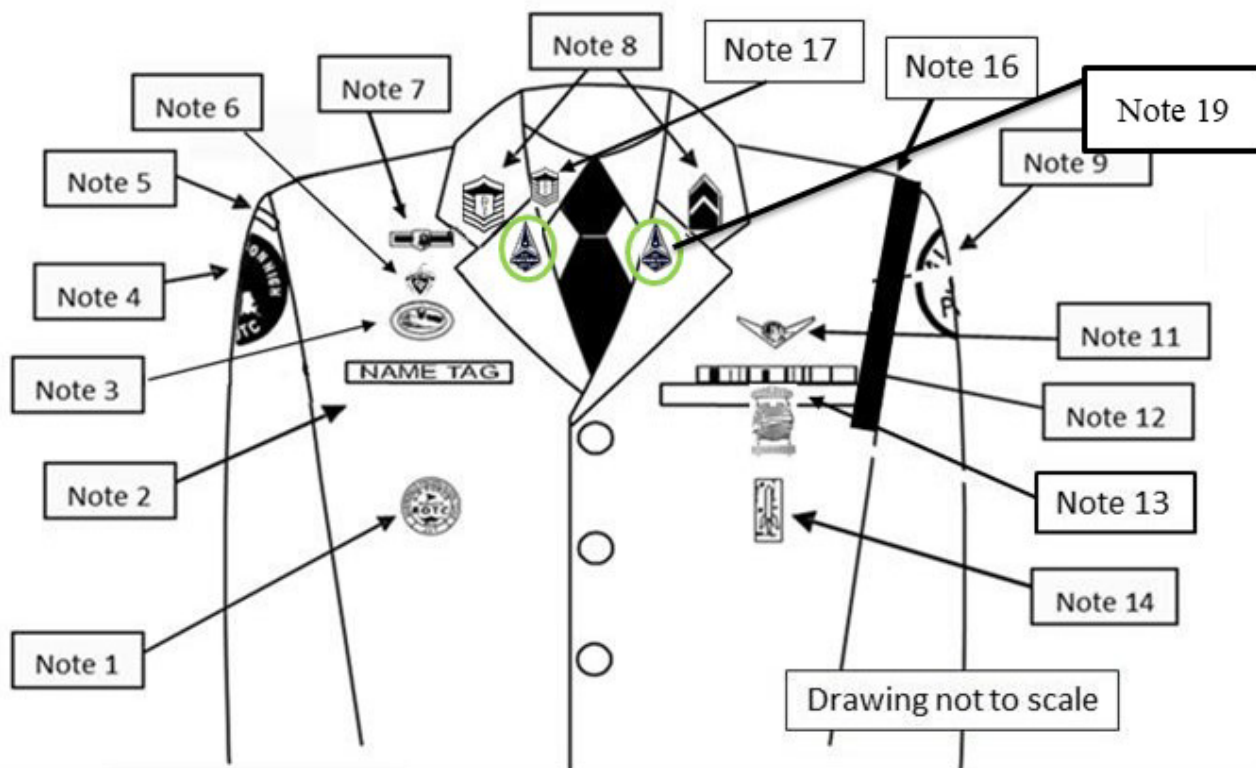 Note 8
Note 17
Note 16
Note 19
Note 7
Note 6
Note 9
Note 5
Note 4
Note 11
Note 3
NAME TAG
Note 12
Note 2
Note 13
ROTC
Note 14
Note 1
Drawing not to scale